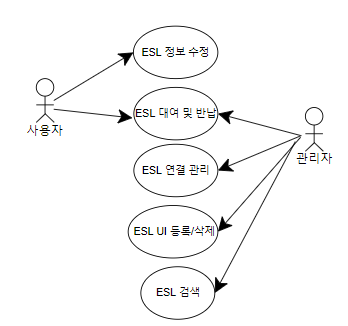 ESL 정보 수정
ESL 대여 및 반납
사용자
관리자
ESL 연결 관리
ESL UI 등록/삭제
ESL 검색